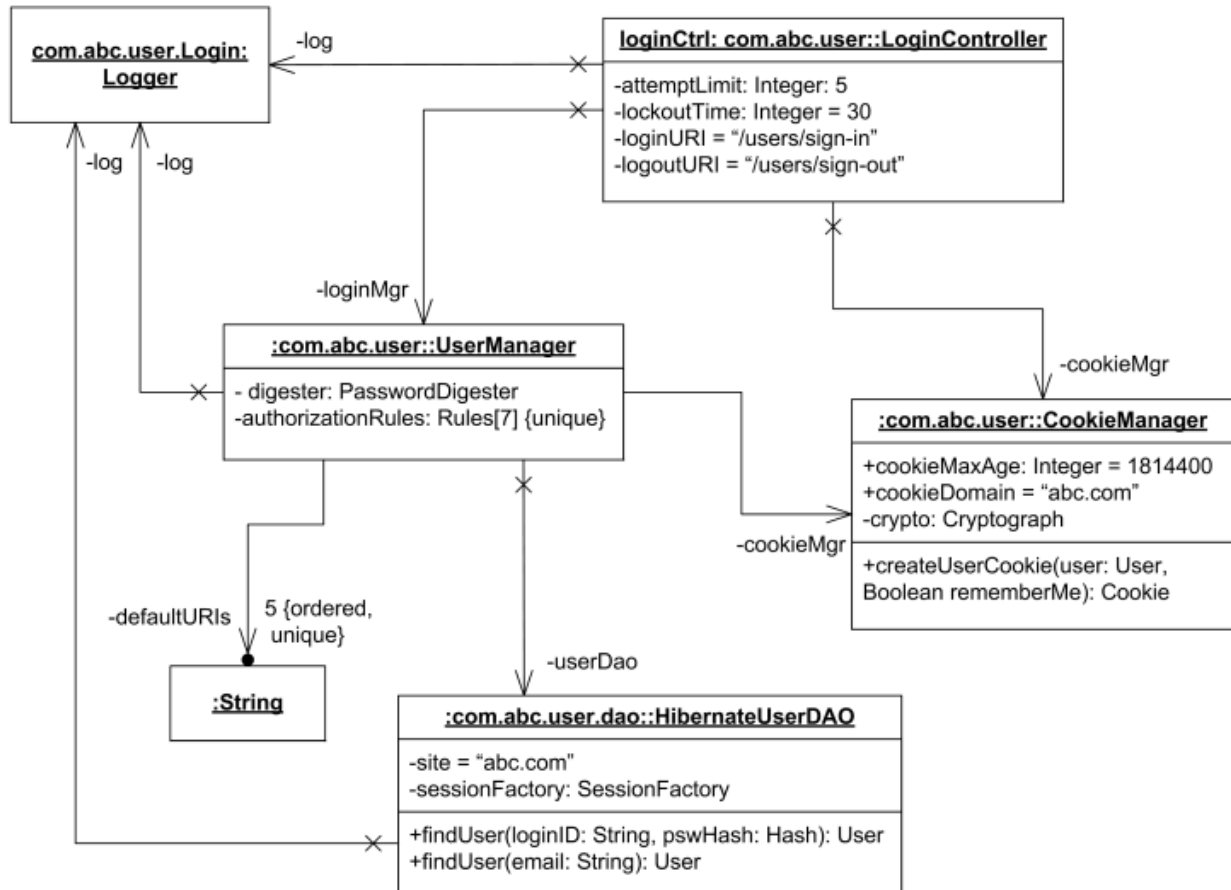 com.abc.user.Login:
Logger
-log
loginCtrl: com.abc.user::LoginController
-attemptLimit: Integer: 5
-lockoutTime: Integer = 30
-loginURI = “/users/sign-in”
-logoutURI = “/users/sign-out”
-log
-log
-loginMgr
:com.abc.user::UserManager
- digester: PasswordDigester
-authorizationRules: Rules[7] {unique}
-cookieMgr
:com.abc.user::CookieManager
+cookieMaxAge: Integer = 1814400
+cookieDomain = “abc.com”
-crypto: Cryptograph
+createUserCookie(user: User,
Boolean rememberMe): Cookie
-cookieMgr
-defaultURIs
5 {ordered,
unique}
:String
-userDao
:com.abc.user.dao::HibernateUserDAO
-site = “abc.com”
-sessionFactory: SessionFactory
+findUser(loginID: String, pswHash: Hash): User
+findUser(email: String): User